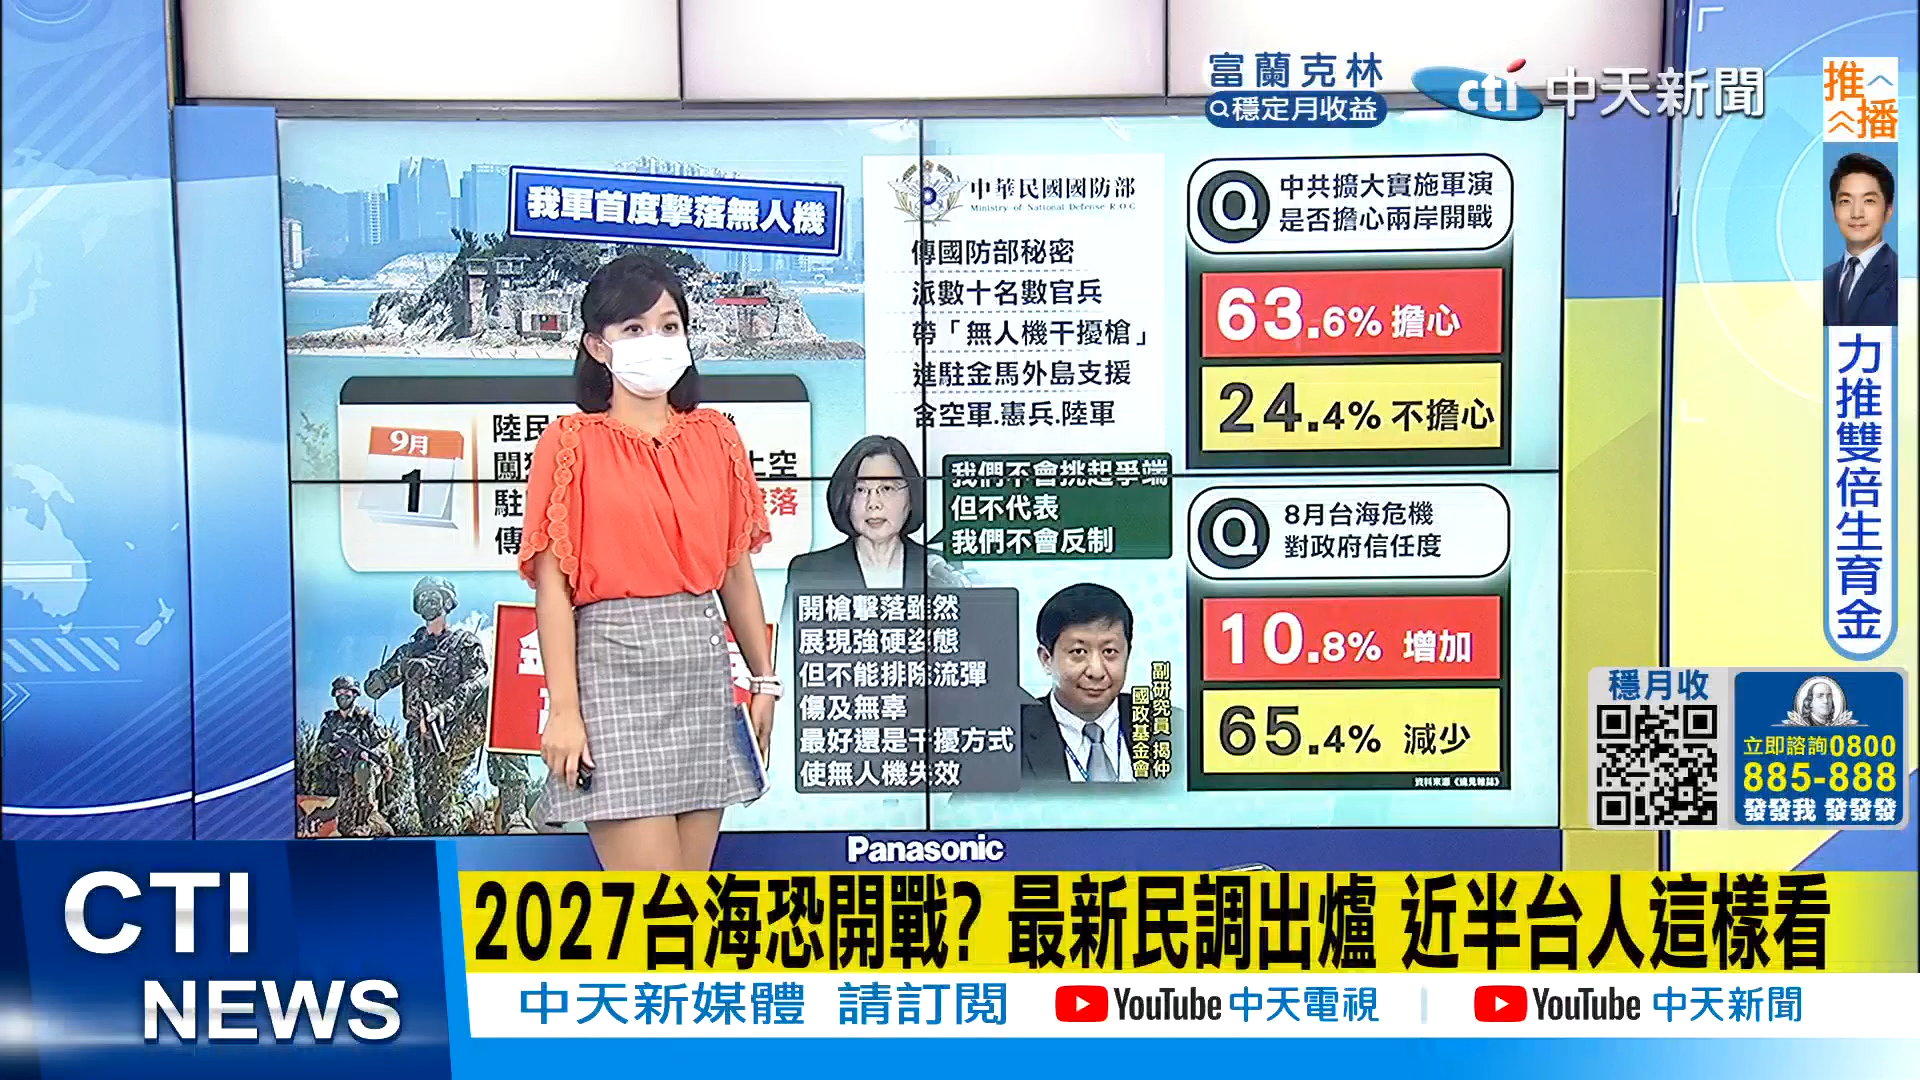 富蘭克林
穩定月收益
cti 中天新聞
推
播
力推雙倍生育金
我軍首度擊落無人機
9月
1
陸民
闖
上空
駐
落
傳
中華民國國防部
Ministry of National Defense R.O.C
傳國防部秘密
派數十名數官兵
帶「無人機干擾槍」
進駐金馬外島支援
含空軍.憲兵.陸軍
我們不會挑起爭端
但不代表
我們不會反制
開槍擊落雖然
展現強硬姿態
但不能排除流彈
傷及無辜
最好還是干擾方式
使無人機失效
國政基金會
副研究員 揭仲
Q 中共擴大實施軍演
是否擔心兩岸開戰
63.6% 擔心
24.4% 不擔心
Q 8月台海危機
對政府信任度
10.8% 增加
65.4% 減少
資料來源《遠見雜誌》
穩月收
立即諮詢0800
885-888
發發我 發發發
Panasonic
CTI
NEWS
2027台海恐開戰? 最新民調出爐 近半台人這樣看
中天新媒體 請訂閱 YouTube 中天電視 | YouTube 中天新聞